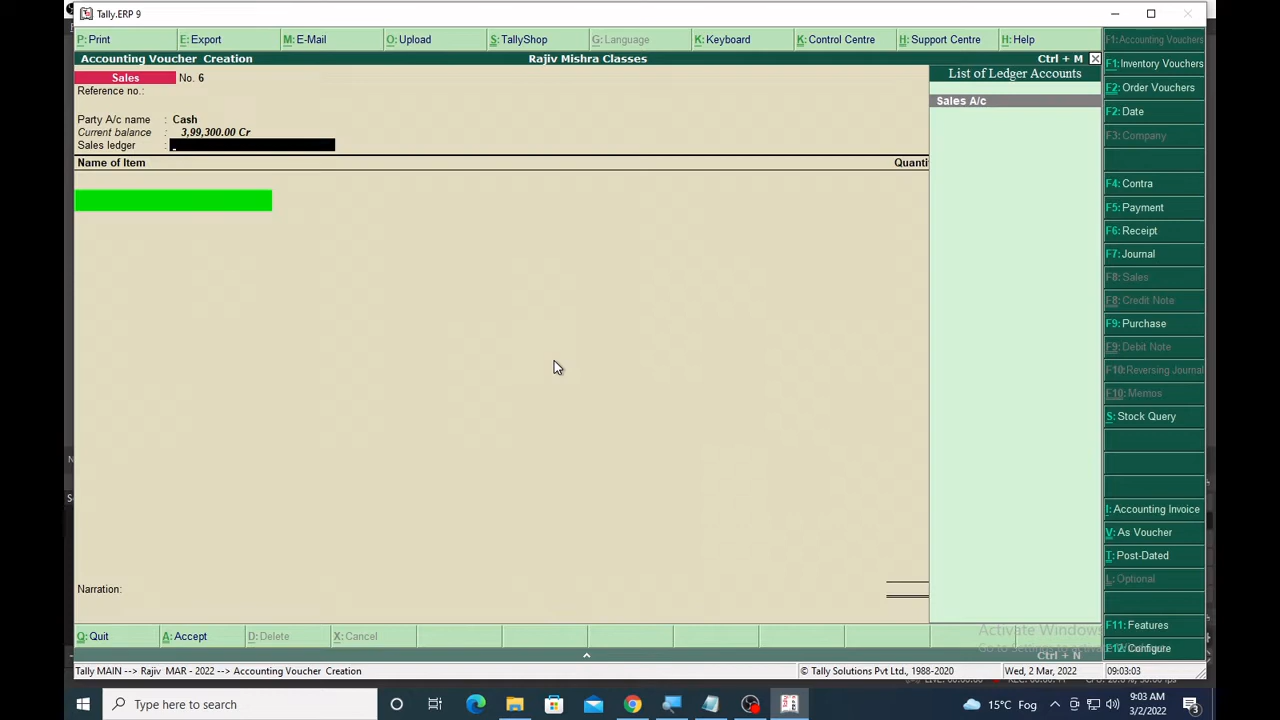 Tally.ERP 9
P: Print
E: Export
M: E-Mail
O: Upload
S: TallyShop
G: Language
K: Keyboard
K: Control Centre
H: Support Centre
H: Help
F1: Accounting Vouchers
Accounting Voucher Creation
Rajiv Mishra Classes
Ctrl + M
F1: Inventory Vouchers
Sales No. 6
List of Ledger Accounts
Reference no.:
F2: Order Vouchers
Sales A/c
F2: Date
Party A/c name : Cash
Current balance : 3,99,300.00 Cr
F3: Company
Sales ledger :
Name of Item
Quanti
F4: Contra
F5: Payment
F6: Receipt
F7: Journal
F8: Sales
F8: Credit Note
F9: Purchase
F9: Debit Note
F10: Reversing Journal
F10: Memos
S: Stock Query
I: Accounting Invoice
V: As Voucher
T: Post-Dated
L: Optional
Narration:
F11: Features
Activate Windows
Q: Quit
A: Accept
D: Delete
X: Cancel
F12: Configure
Ctrl + N
Tally MAIN --> Rajiv MAR - 2022 --> Accounting Voucher Creation
© Tally Solutions Pvt Ltd., 1988-2020
Wed, 2 Mar, 2022
09:03:03
Type here to search
15°C Fog
9:03 AM
3/2/2022
3